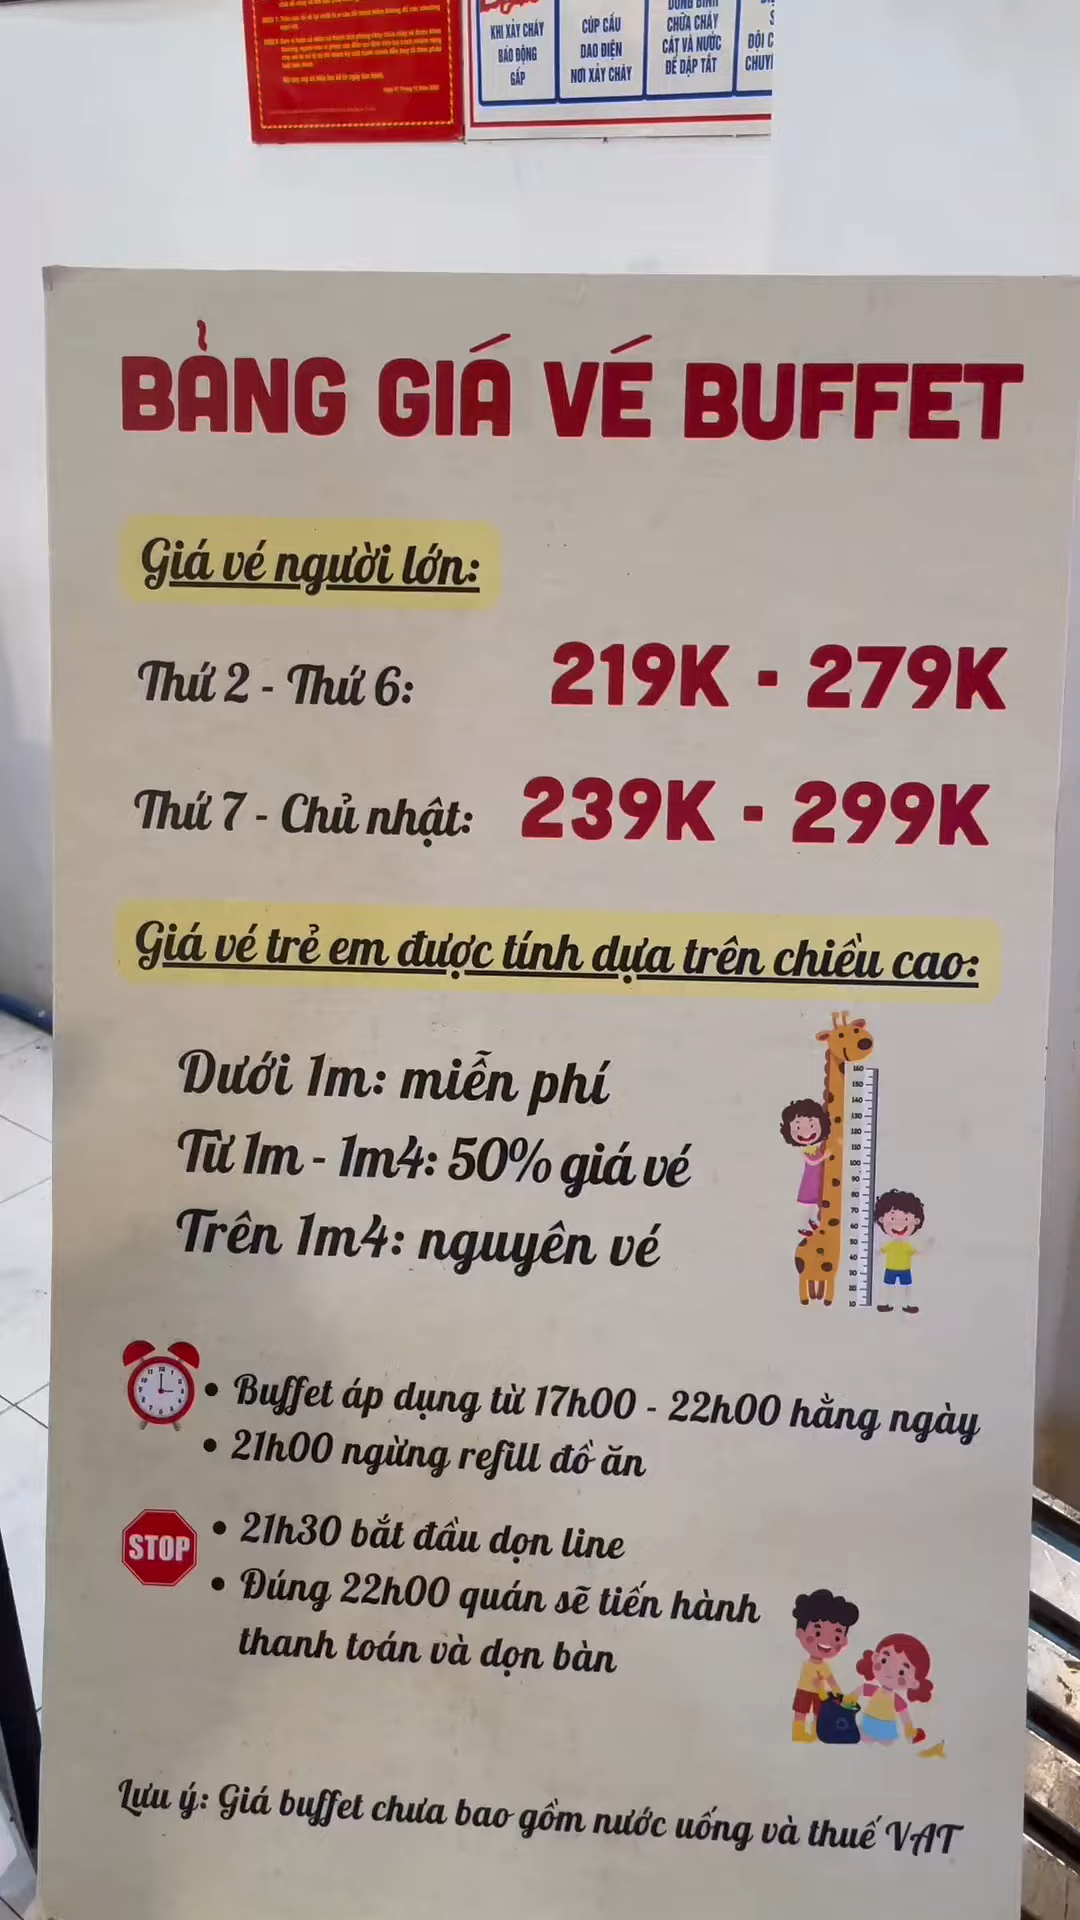 KHI XẢY CHÁY
BÁO ĐỘNG
GẤP
CÚP CẦU
DAO ĐIỆN
NƠI XẢY CHÁY
DÙNG BÌNH
CHỮA CHÁY
CÁT VÀ NƯỚC
ĐỂ DẬP TẮT
BẢNG GIÁ VÉ BUFFET
Giá vé người lớn:
Thứ 2 - Thứ 6: 219K - 279K
Thứ 7 - Chủ nhật: 239K - 299K
Giá vé trẻ em được tính dựa trên chiều cao:
Dưới 1m: miễn phí
Từ 1m - 1m4: 50% giá vé
Trên 1m4: nguyên vé
• Buffet áp dụng từ 17h00 - 22h00 hằng ngày
• 21h00 ngừng refill đồ ăn
STOP
• 21h30 bắt đầu dọn line
• Đúng 22h00 quán sẽ tiến hành
thanh toán và dọn bàn
Lưu ý: Giá buffet chưa bao gồm nước uống và thuế VAT